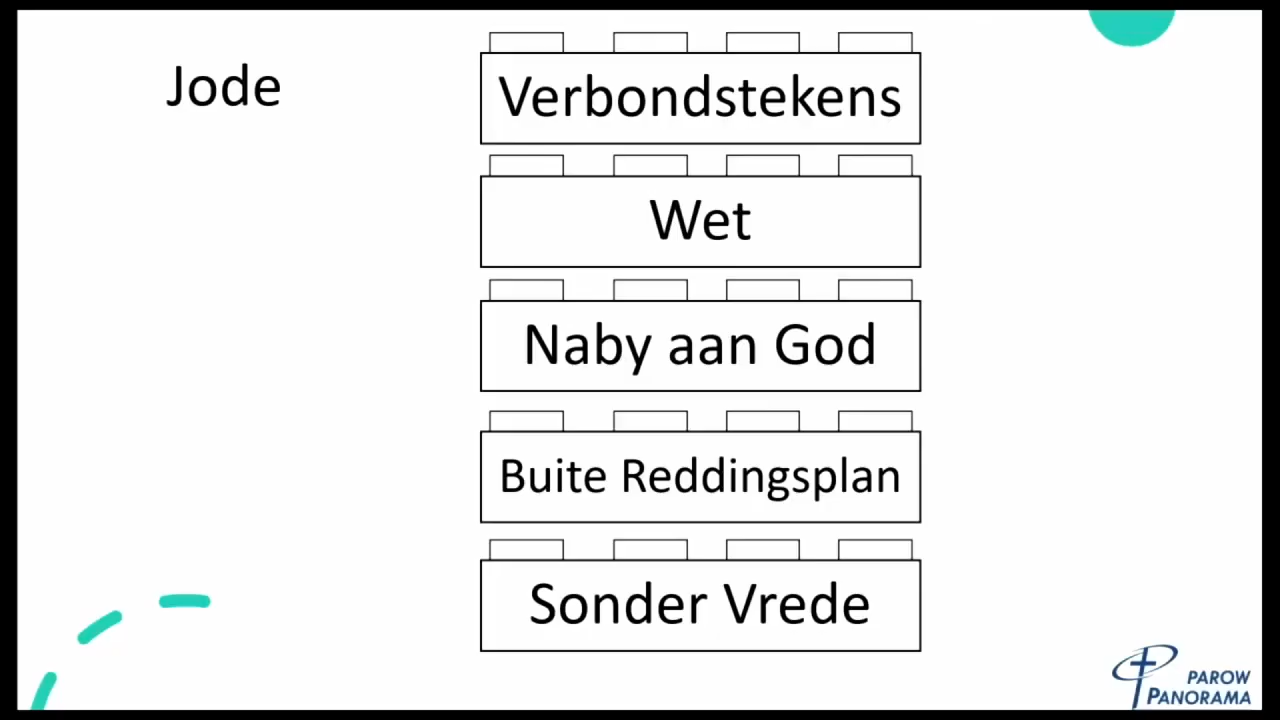 Jode
Verbondstekens
Wet
Naby aan God
Buite Reddingsplan
Sonder Vrede
PAROW
PANORAMA